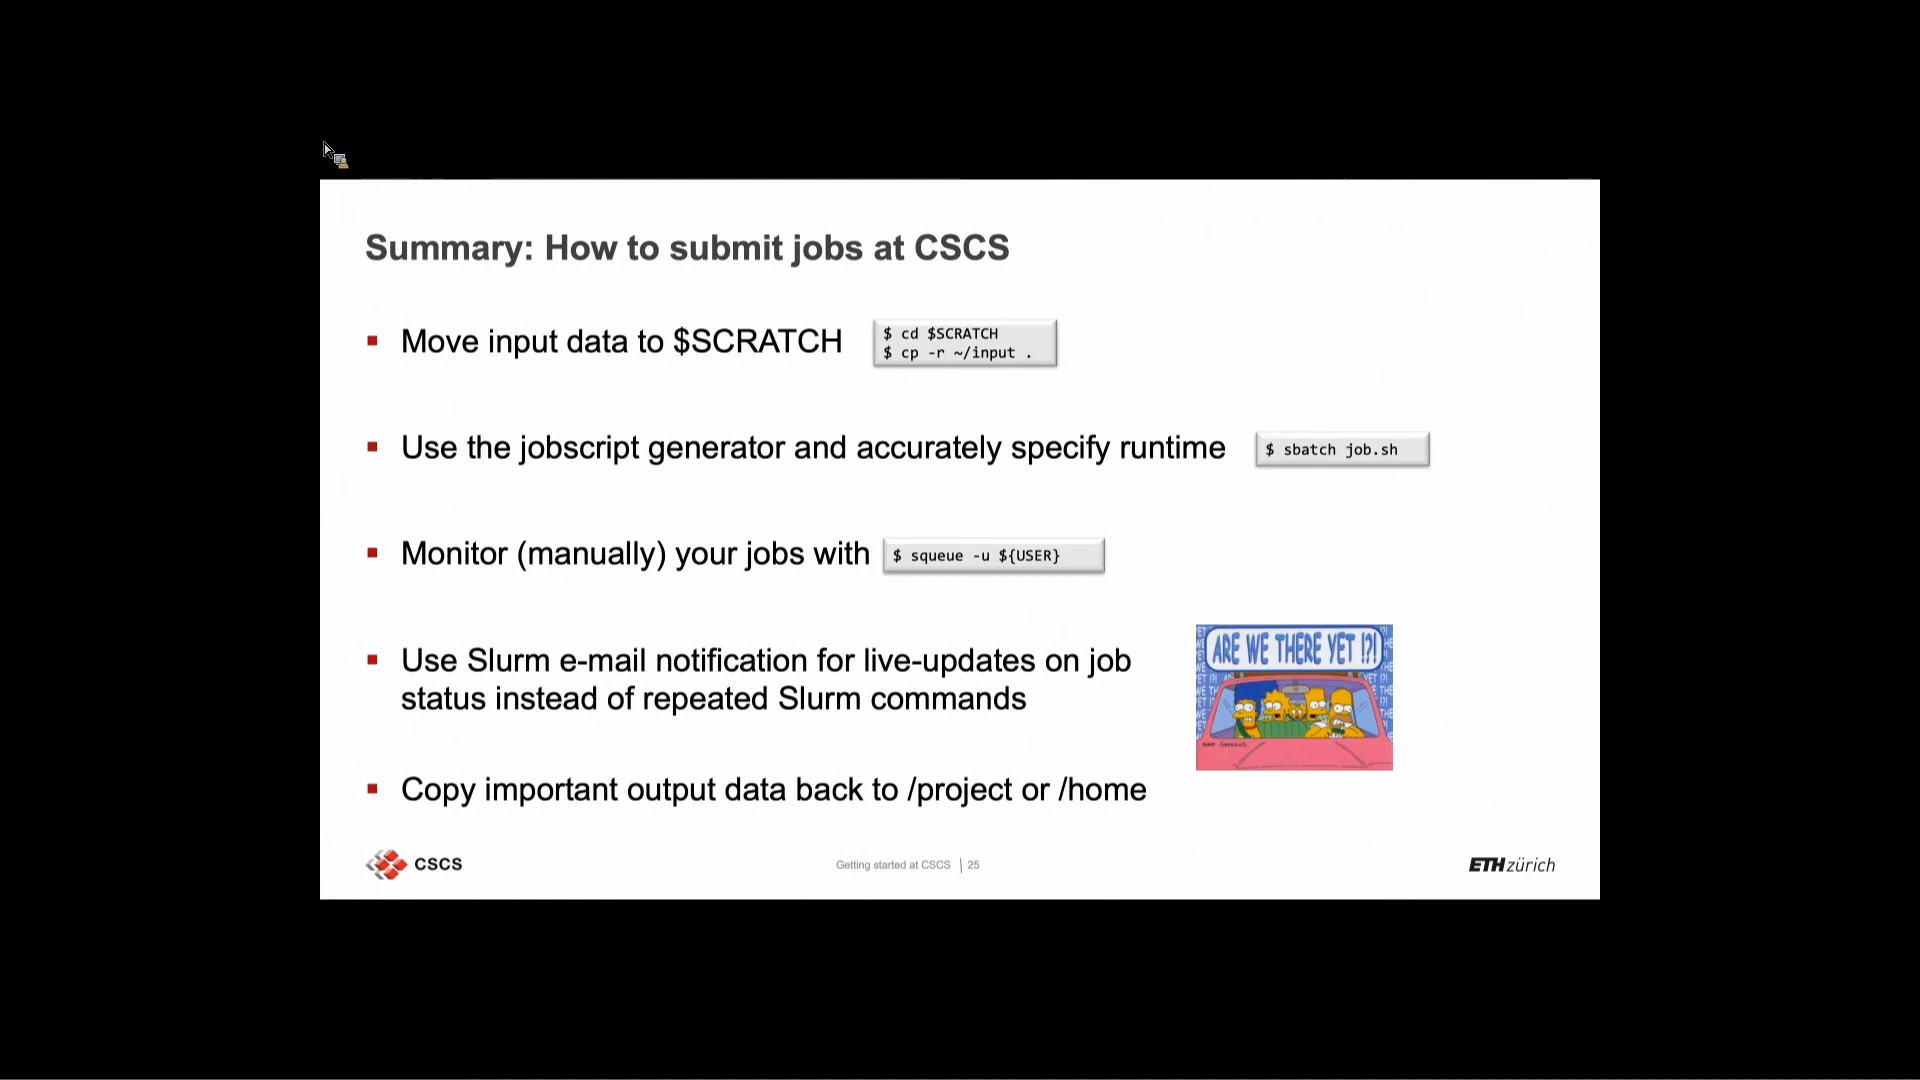 Summary: How to submit jobs at CSCS
Move input data to $SCRATCH
$ cd $SCRATCH
$ cp -r ~/input .
Use the jobscript generator and accurately specify runtime
$ sbatch job.sh
Monitor (manually) your jobs with
$ squeue -u ${USER}
Use Slurm e-mail notification for live-updates on job
status instead of repeated Slurm commands
ARE WE THERE YET !?!
MATT GROENING
Copy important output data back to /project or /home
CSCS
Getting started at CSCS | 25
ETH zürich